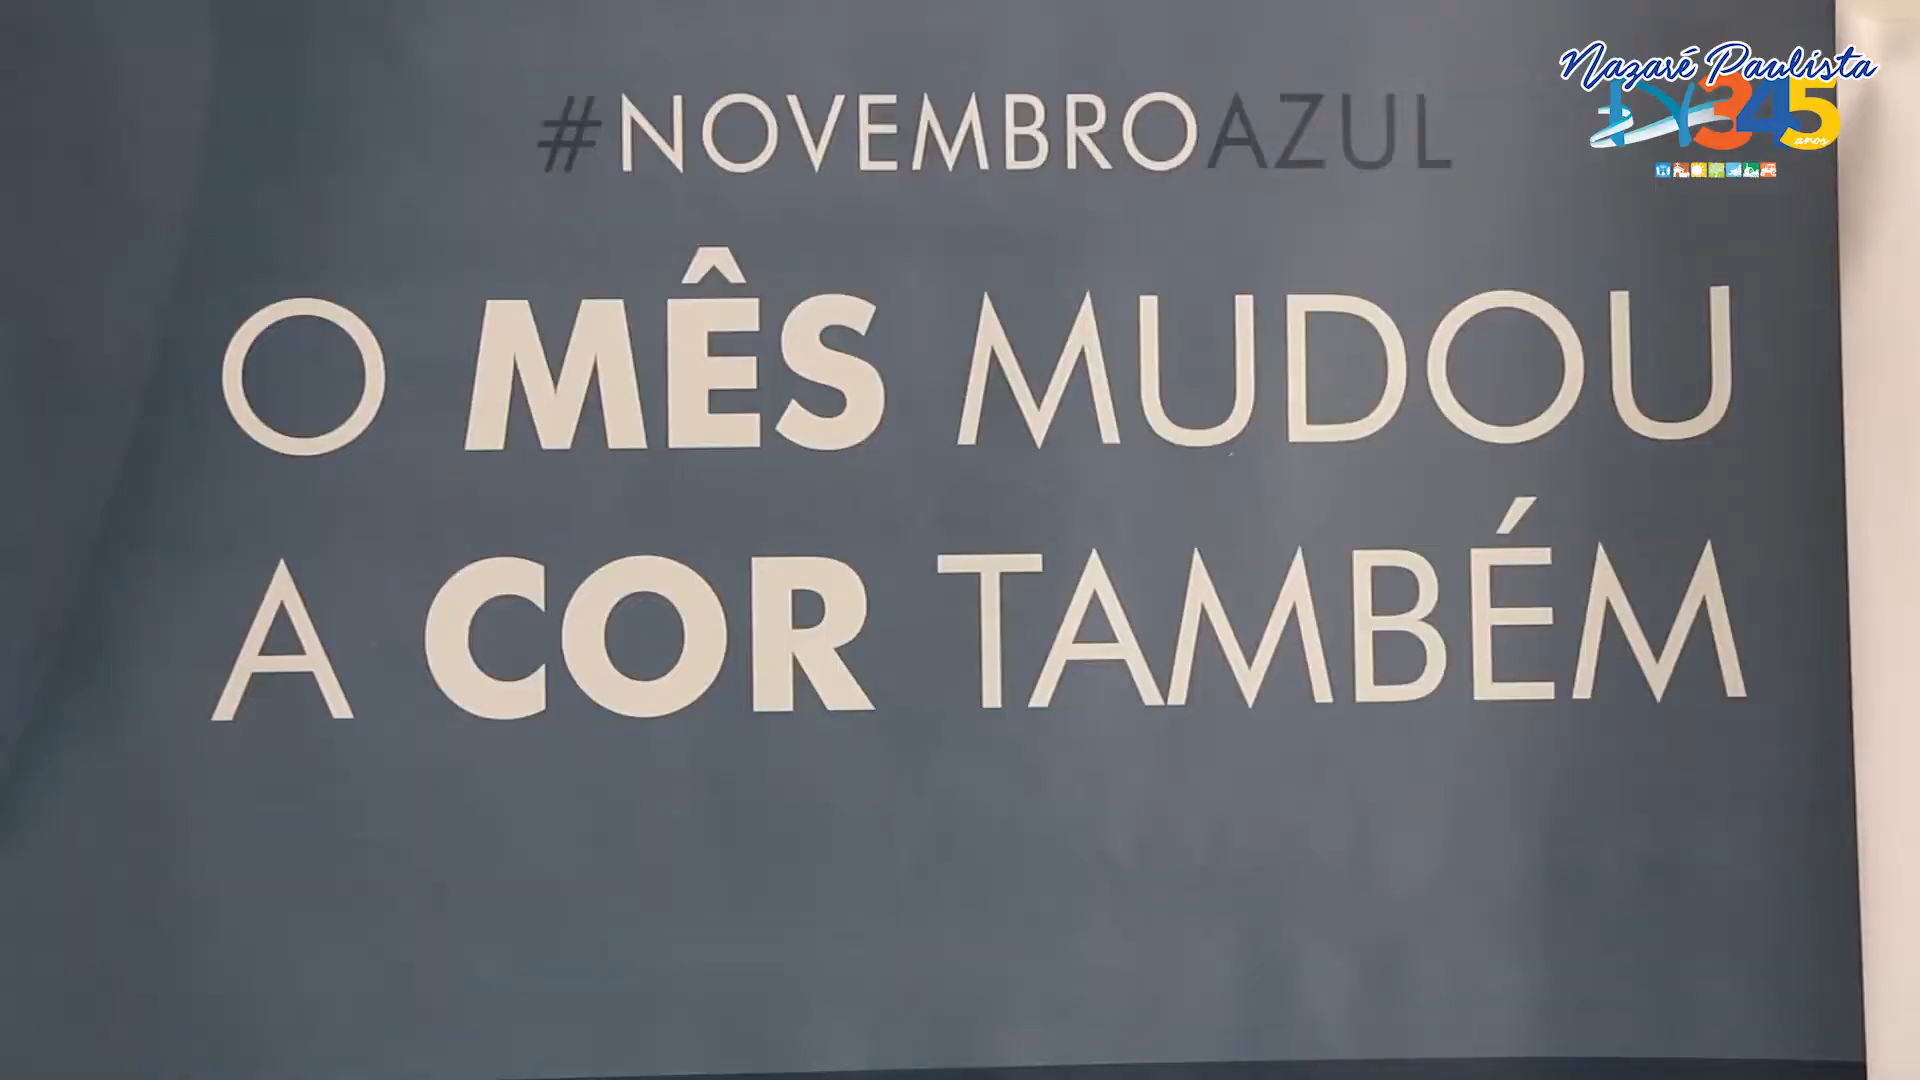 Nazaré Paulista
345
anos
#NOVEMBROAZUL
O MÊS MUDOU
A COR TAMBÉM